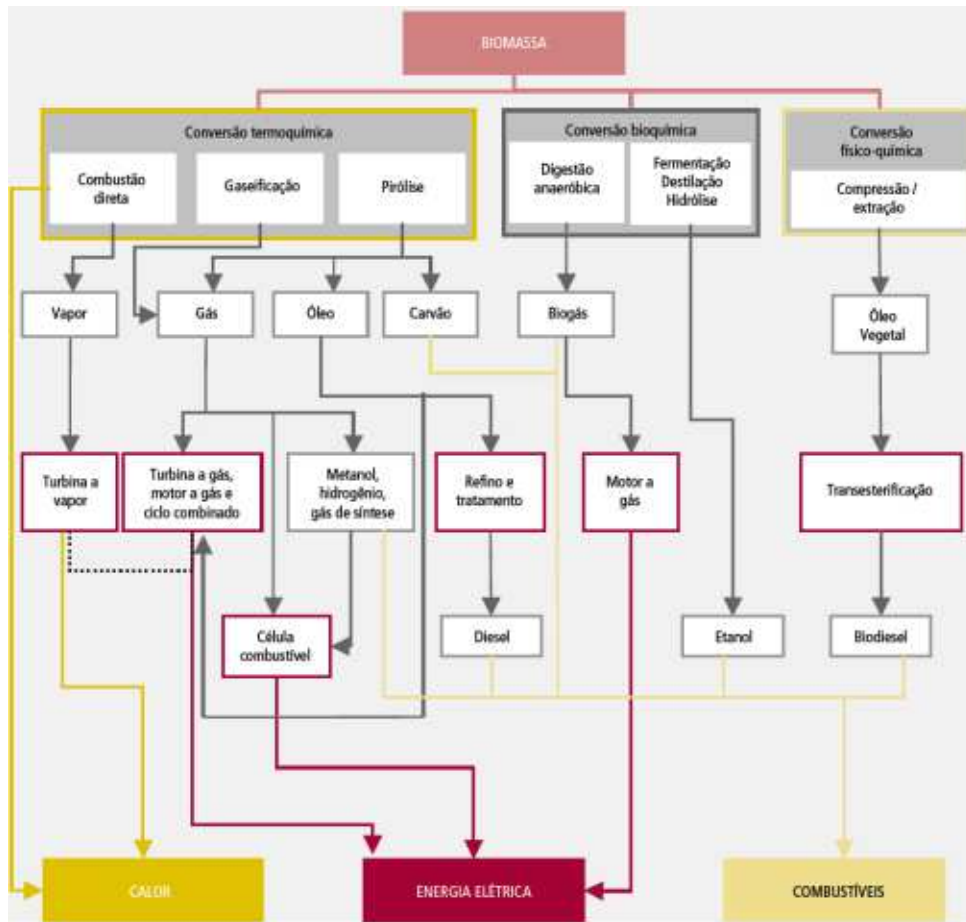 BIOMASSA
Conversão termoquímica
Combustão
direta
Gaseificação
Pirólise
Conversão bioquímica
Digestão
anaeróbica
Fermentação
Destilação
Hidrólise
Conversão
físico-química
Compressão /
extração
Vapor
Gás
Óleo
Carvão
Biogás
Óleo
Vegetal
Turbina a
vapor
Turbina a gás,
motor a gás e
ciclo combinado
Metanol,
hidrogênio,
gás de síntese
Refino e
tratamento
Motor a
gás
Transesterificação
Célula
combustível
Diesel
Etanol
Biodiesel
CALOR
ENERGIA ELÉTRICA
COMBUSTÍVEIS